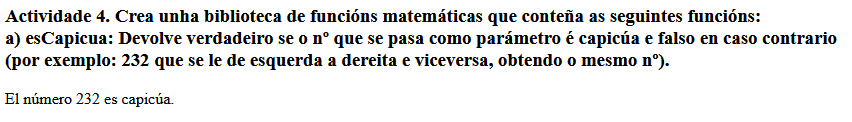 Actividade 4. Crea unha biblioteca de funcións matemáticas que conteña as seguintes funcións:
a) esCapicua: Devolve verdadeiro se o nº que se pasa como parámetro é capicúa e falso en caso contrario
(por exemplo: 232 que se le de esquerda a dereita e viceversa, obtendo o mesmo nº).
El número 232 es capicúa.